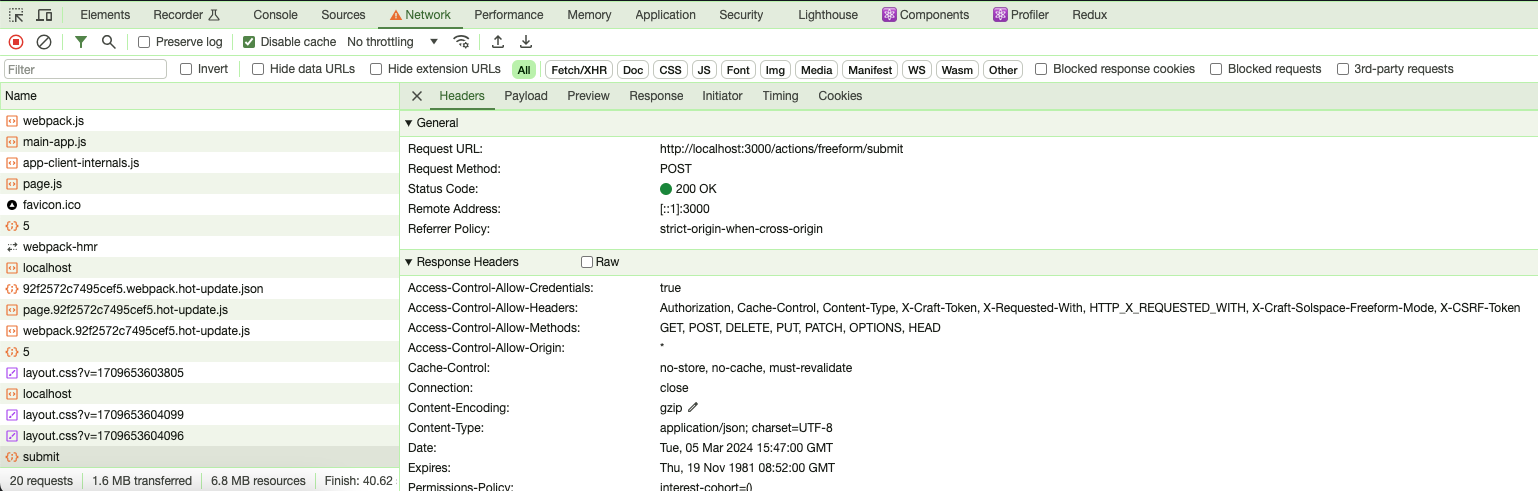 Elements Recorder Console Sources Network Performance Memory Application Security Lighthouse Components Profiler Redux
Preserve log Disable cache No throttling
Filter Invert Hide data URLs Hide extension URLs All Fetch/XHR Doc CSS JS Font Img Media Manifest WS Wasm Other Blocked response cookies Blocked requests 3rd-party requests
Name
webpack.js
main-app.js
app-client-internals.js
page.js
favicon.ico
5
webpack-hmr
localhost
92f2572c7495cef5.webpack.hot-update.json
page.92f2572c7495cef5.hot-update.js
webpack.92f2572c7495cef5.hot-update.js
5
layout.css?v=1709653603805
localhost
layout.css?v=1709653604099
layout.css?v=1709653604096
submit
20 requests 1.6 MB transferred 6.8 MB resources Finish: 40.62
Headers Payload Preview Response Initiator Timing Cookies
General
Request URL: http://localhost:3000/actions/freeform/submit
Request Method: POST
Status Code: 200 OK
Remote Address: [::1]:3000
Referrer Policy: strict-origin-when-cross-origin
Response Headers Raw
Access-Control-Allow-Credentials: true
Access-Control-Allow-Headers: Authorization, Cache-Control, Content-Type, X-Craft-Token, X-Requested-With, HTTP_X_REQUESTED_WITH, X-Craft-Solspace-Freeform-Mode, X-CSRF-Token
Access-Control-Allow-Methods: GET, POST, DELETE, PUT, PATCH, OPTIONS, HEAD
Access-Control-Allow-Origin: *
Cache-Control: no-store, no-cache, must-revalidate
Connection: close
Content-Encoding: gzip
Content-Type: application/json; charset=UTF-8
Date: Tue, 05 Mar 2024 15:47:00 GMT
Expires: Thu, 19 Nov 1981 08:52:00 GMT
Permissions-Policy: interest-cohort=()